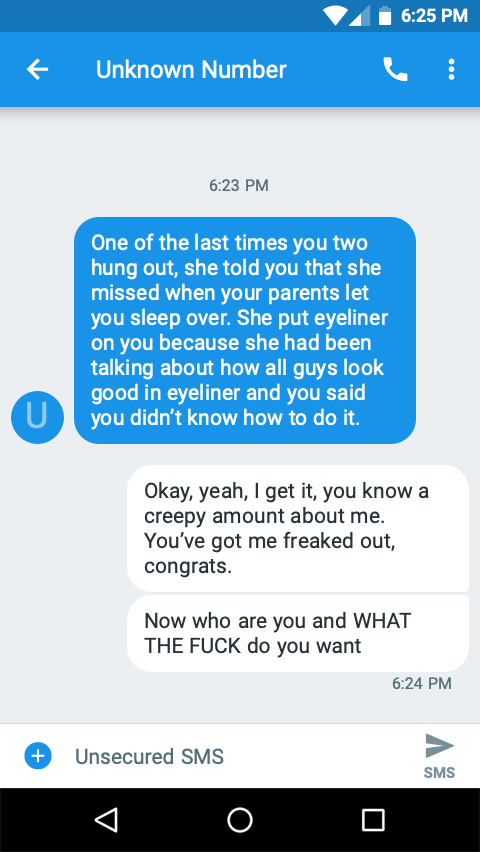 6:25 PM
Unknown Number
6:23 PM
One of the last times you two
hung out, she told you that she
missed when your parents let
you sleep over. She put eyeliner
on you because she had been
talking about how all guys look
good in eyeliner and you said
you didn’t know how to do it.
U
Okay, yeah, I get it, you know a
creepy amount about me.
You’ve got me freaked out,
congrats.
Now who are you and WHAT
THE FUCK do you want
6:24 PM
Unsecured SMS
SMS